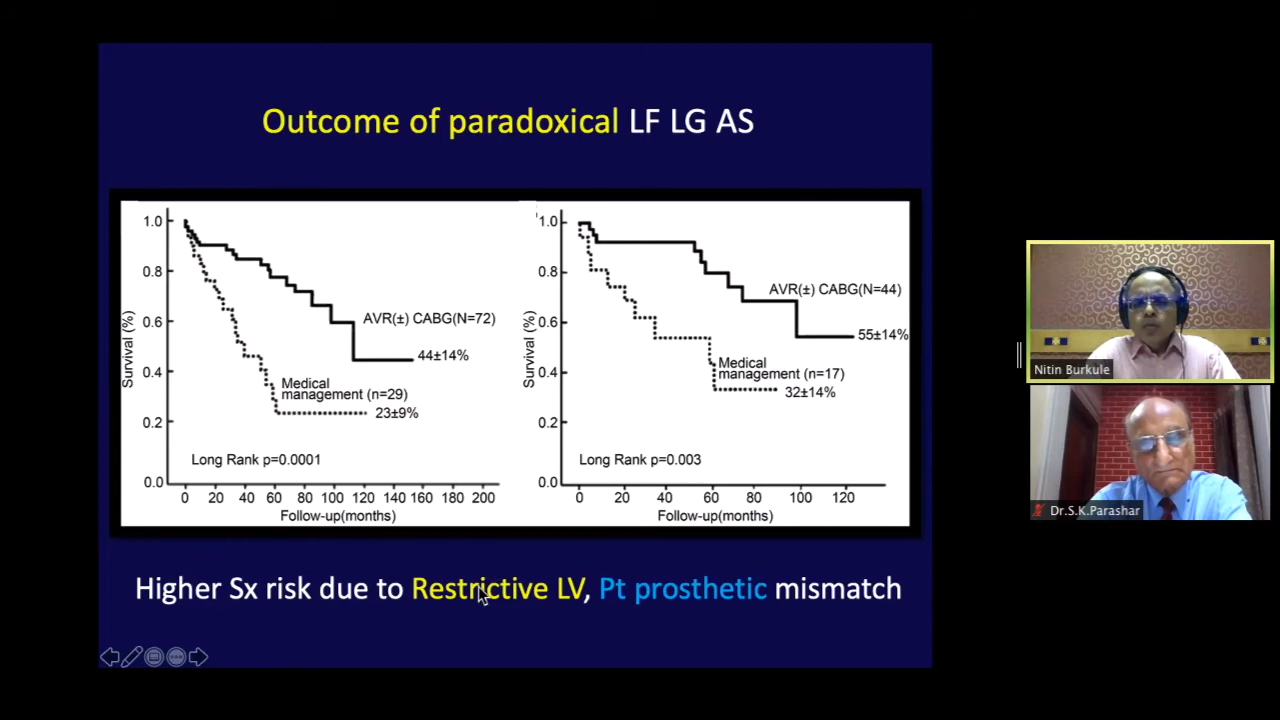 Outcome of paradoxical LF LG AS
1.0
0.8
0.6
0.4
0.2
0.0
Survival (%)
AVR(±) CABG(N=72)
44±14%
Medical
management (n=29)
23±9%
Long Rank p=0.0001
0 20 40 60 80 100 120 140 160 180 200
Follow-up(months)
1.0
0.8
0.6
0.4
0.2
0.0
Survival (%)
AVR(±) CABG(N=44)
55±14%
Medical
management (n=17)
32±14%
Long Rank p=0.003
0 20 40 60 80 100 120
Follow-up(months)
Higher Sx risk due to Restrictive LV, Pt prosthetic mismatch
Nitin Burkule
Dr.S.K.Parashar